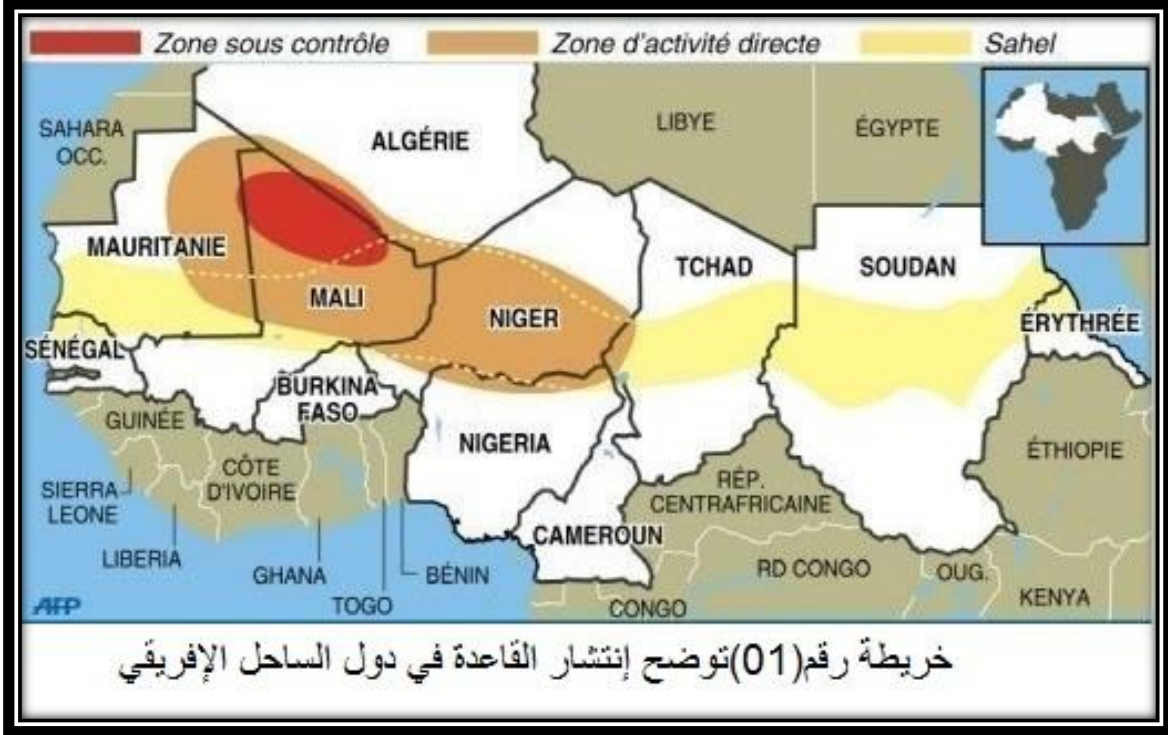 Zone sous contrôle Zone d'activité directe Sahel
SAHARA
OCC.
ALGÉRIE
LIBYE
ÉGYPTE
MAURITANIE
MALI
NIGER
TCHAD
SOUDAN
ÉRYTHRÉE
SÉNÉGAL
BURKINA
FASO
GUINÉE
NIGERIA
CÔTE
D'IVOIRE
SIERRA
LEONE
LIBERIA
GHANA
TOGO
BÉNIN
CAMEROUN
RÉP.
CENTRAFRICAINE
ÉTHIOPIE
RD CONGO
OUG.
KENYA
CONGO
AFP
خريطة رقم(01)توضح إنتشار القاعدة في دول الساحل الإفريقي